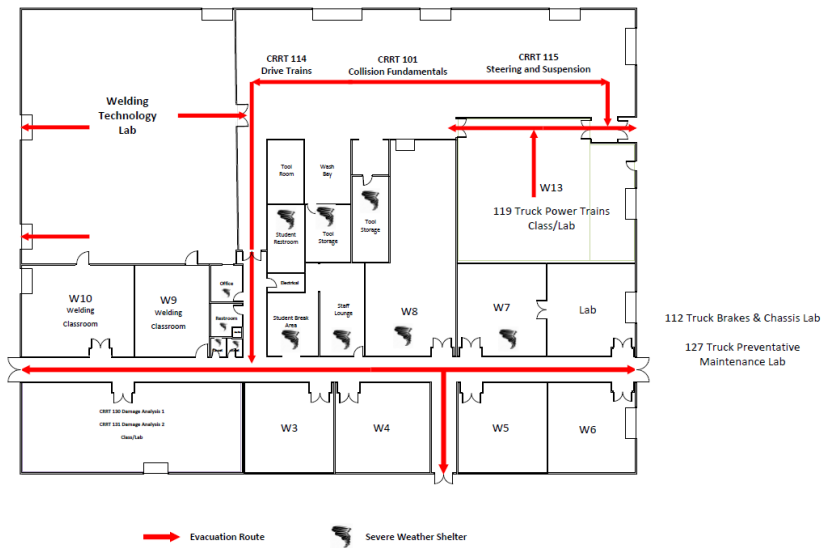 CRRT 114
Drive Trains
CRRT 101
Collision Fundamentals
CRRT 115
Steering and Suspension
Welding
Technology
Lab
Tool
Room
Wash
Bay
W13
119 Truck Power Trains
Class/Lab
Student
Restroom
Tool
Storage
Tool
Storage
Office
Electrical
W10
Welding
Classroom
W9
Welding
Classroom
Restroom
Student Break
Area
Staff
Lounge
W8
W7
Lab
112 Truck Brakes & Chassis Lab
127 Truck Preventative
Maintenance Lab
CRRT 130 Damage Analysis 1
CRRT 131 Damage Analysis 2
Class/Lab
W3
W4
W5
W6
Evacuation Route
Severe Weather Shelter